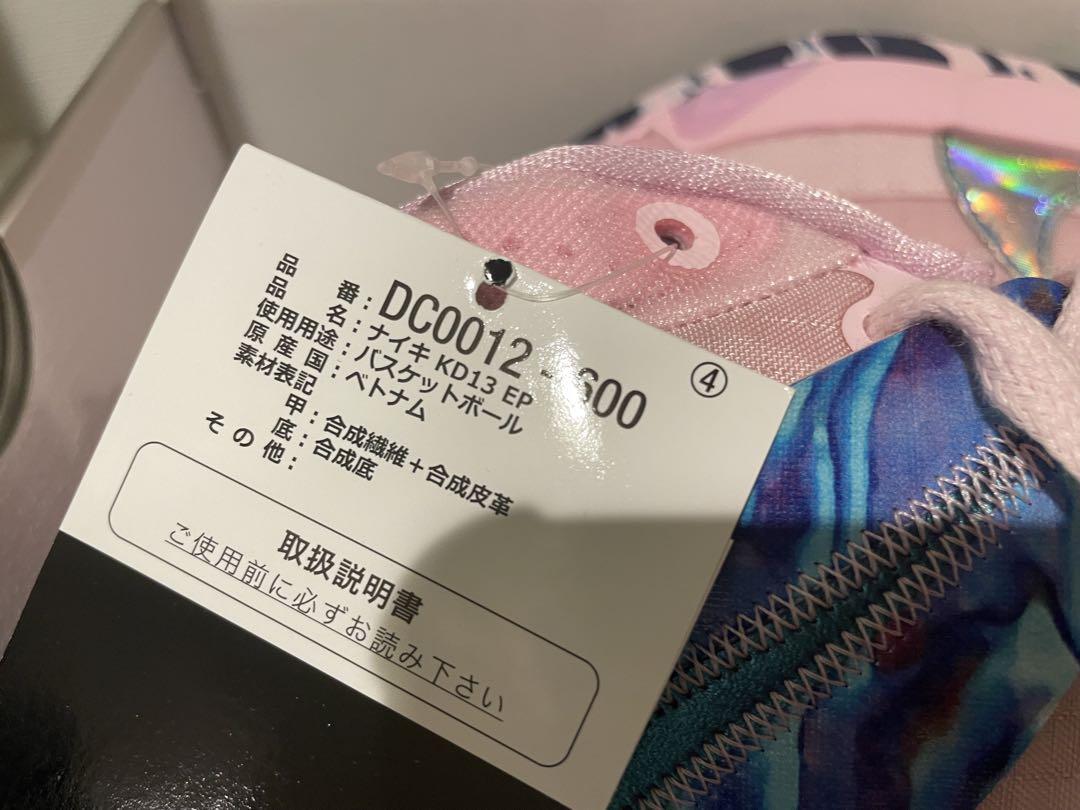 品番：DC0012-600
品名：ナイキ KD13 EP
使用用途：バスケットボール
原産国：ベトナム
素材表記
甲：合成繊維+合成皮革
底：合成底
その他：
④
取扱説明書
ご使用前に必ずお読み下さい